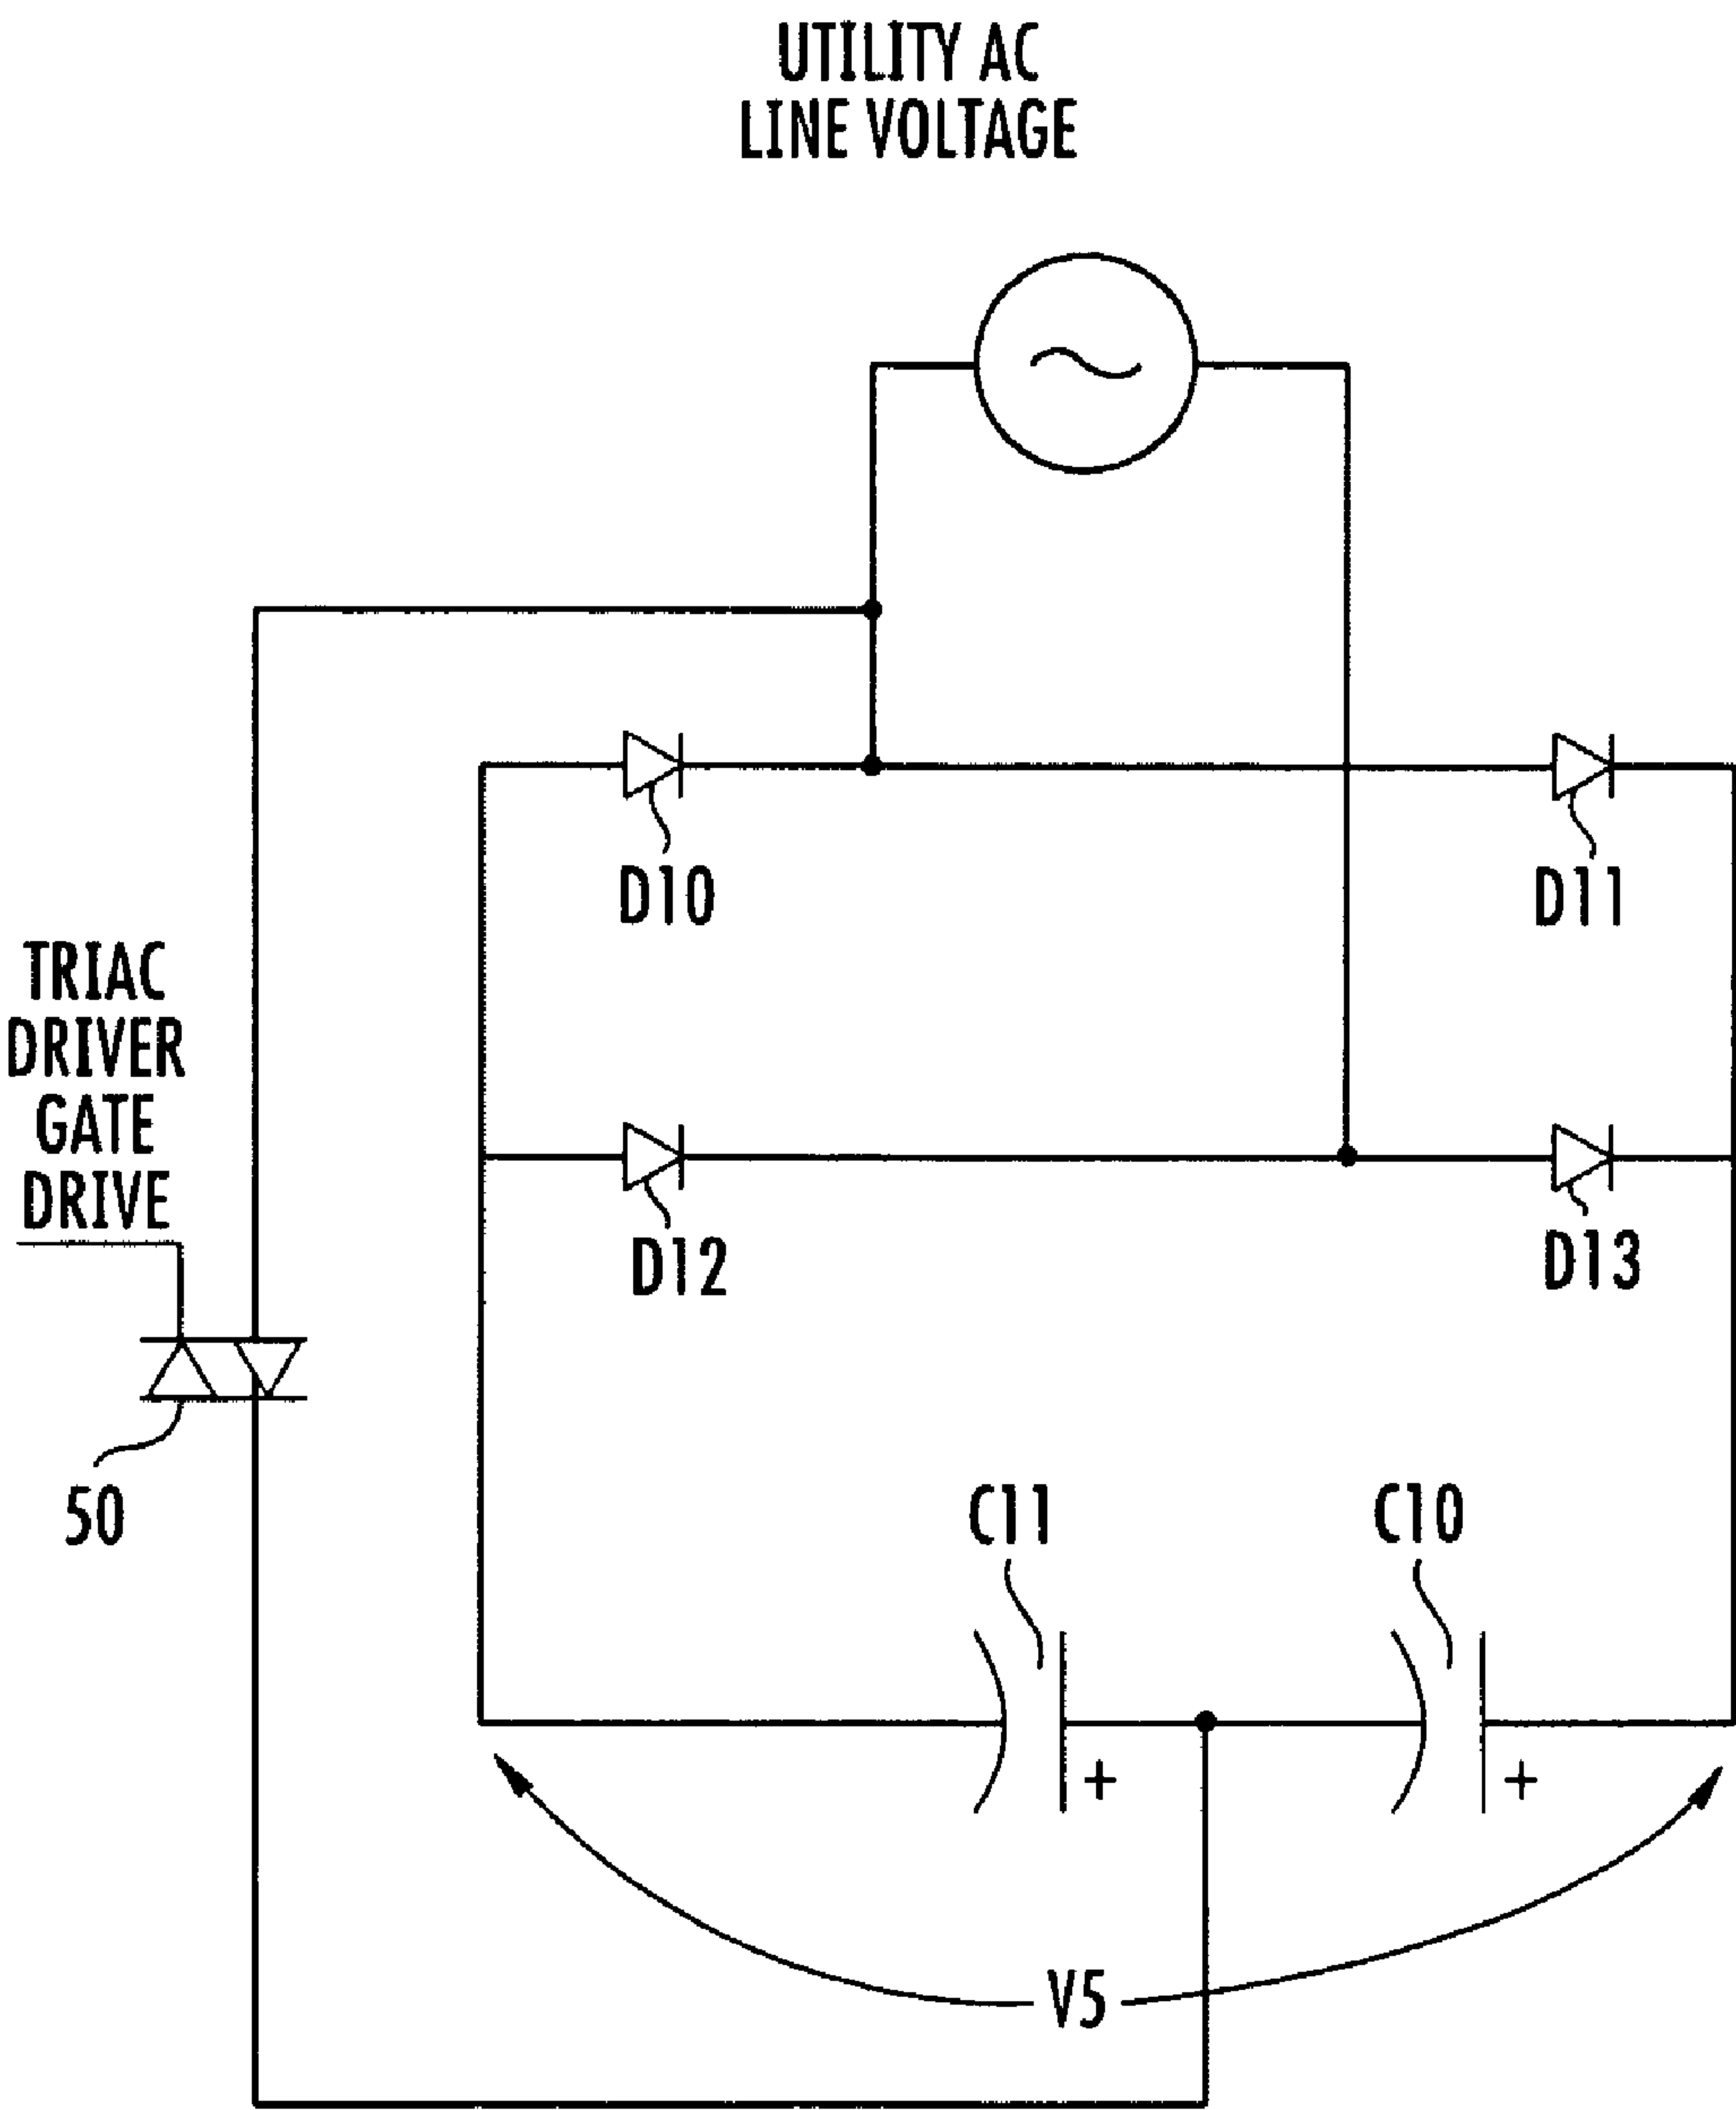 UTILITY AC
LINE VOLTAGE
D10
D11
TRIAC
DRIVER
GATE
DRIVE
D12
D13
50
C11
C10
+
+
V5